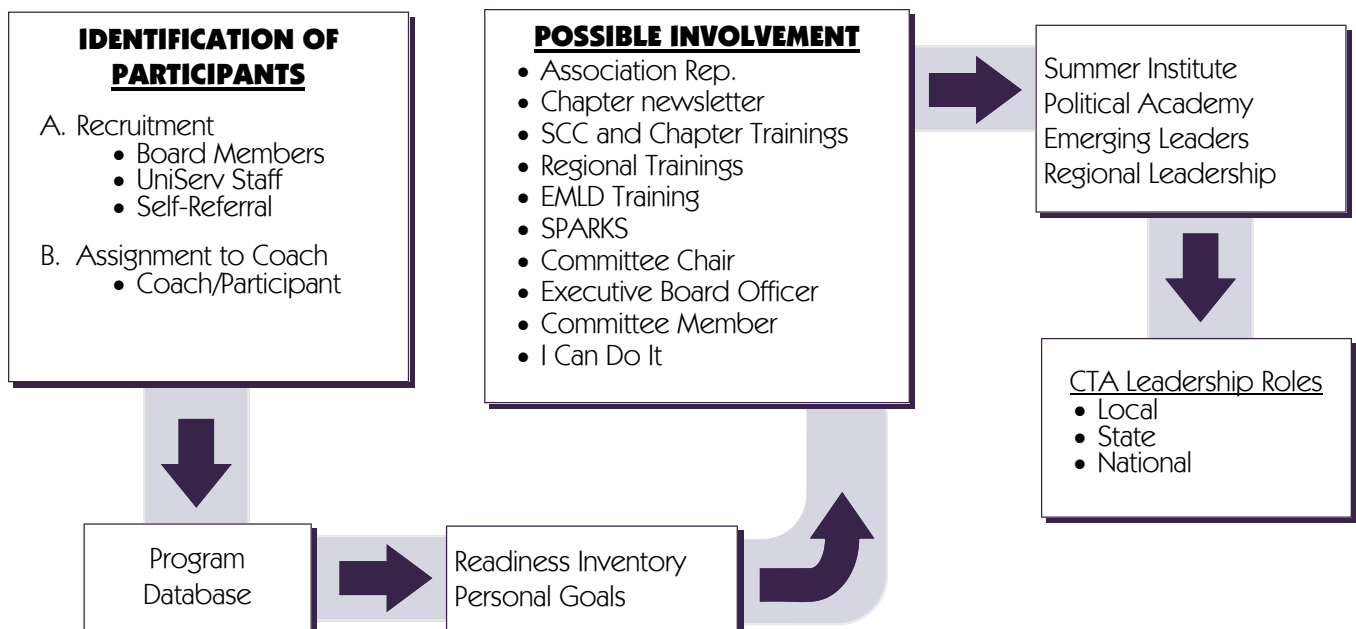 IDENTIFICATION OF
PARTICIPANTS
A. Recruitment
• Board Members
• UniServ Staff
• Self-Referral
B. Assignment to Coach
• Coach/Participant
Program
Database
Readiness Inventory
Personal Goals
POSSIBLE INVOLVEMENT
• Association Rep.
• Chapter newsletter
• SCC and Chapter Trainings
• Regional Trainings
• EMLD Training
• SPARKS
• Committee Chair
• Executive Board Officer
• Committee Member
• I Can Do It
Summer Institute
Political Academy
Emerging Leaders
Regional Leadership
CTA Leadership Roles
• Local
• State
• National